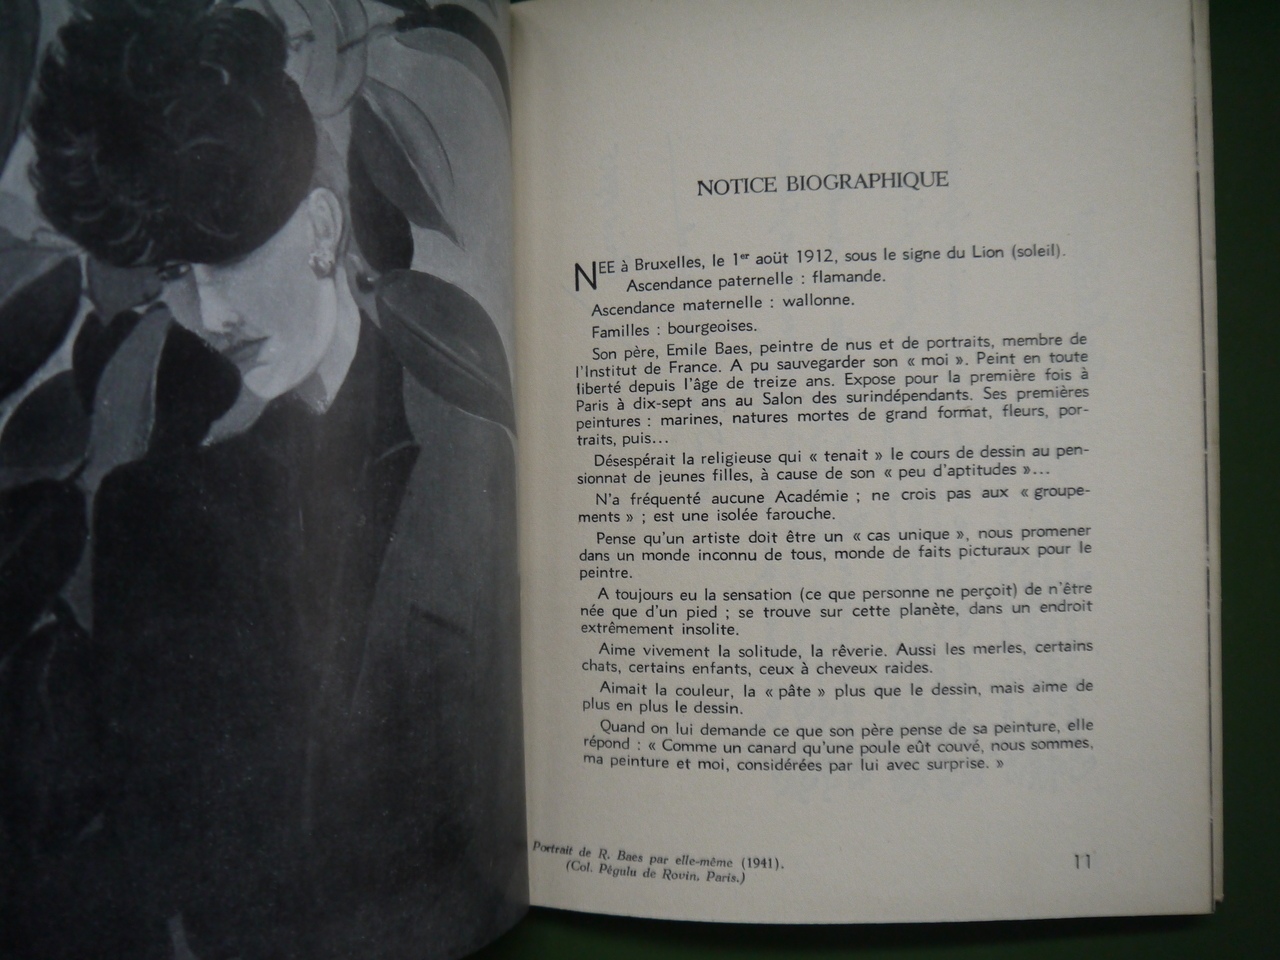 NOTICE BIOGRAPHIQUE
NEE à Bruxelles, le 1er août 1912, sous le signe du Lion (soleil).
Ascendance paternelle : flamande.
Ascendance maternelle : wallonne.
Familles : bourgeoises.
Son père, Emile Baes, peintre de nus et de portraits, membre de
l'Institut de France. A pu sauvegarder son « moi ». Peint en toute
liberté depuis l'âge de treize ans. Expose pour la première fois à
Paris à dix-sept ans au Salon des surindépendants. Ses premières
peintures : marines, natures mortes de grand format, fleurs, por-
traits, puis...
Désespérait la religieuse qui « tenait » le cours de dessin au pen-
sionnat de jeunes filles, à cause de son « peu d'aptitudes »...
N'a fréquenté aucune Académie ; ne crois pas aux « groupe-
ments » ; est une isolée farouche.
Pense qu'un artiste doit être un « cas unique », nous promener
dans un monde inconnu de tous, monde de faits picturaux pour le
peintre.
A toujours eu la sensation (ce que personne ne perçoit) de n'être
née que d'un pied ; se trouve sur cette planète, dans un endroit
extrêmement insolite.
Aime vivement la solitude, la rêverie. Aussi les merles, certains
chats, certains enfants, ceux à cheveux raides.
Aimait la couleur, la « pâte » plus que le dessin, mais aime de
plus en plus le dessin.
Quand on lui demande ce que son père pense de sa peinture, elle
répond : « Comme un canard qu'une poule eût couvé, nous sommes,
ma peinture et moi, considérées par lui avec surprise. »
Portrait de R. Baes par elle-même (1941).
(Col. Pégulu de Rovin, Paris.)
11